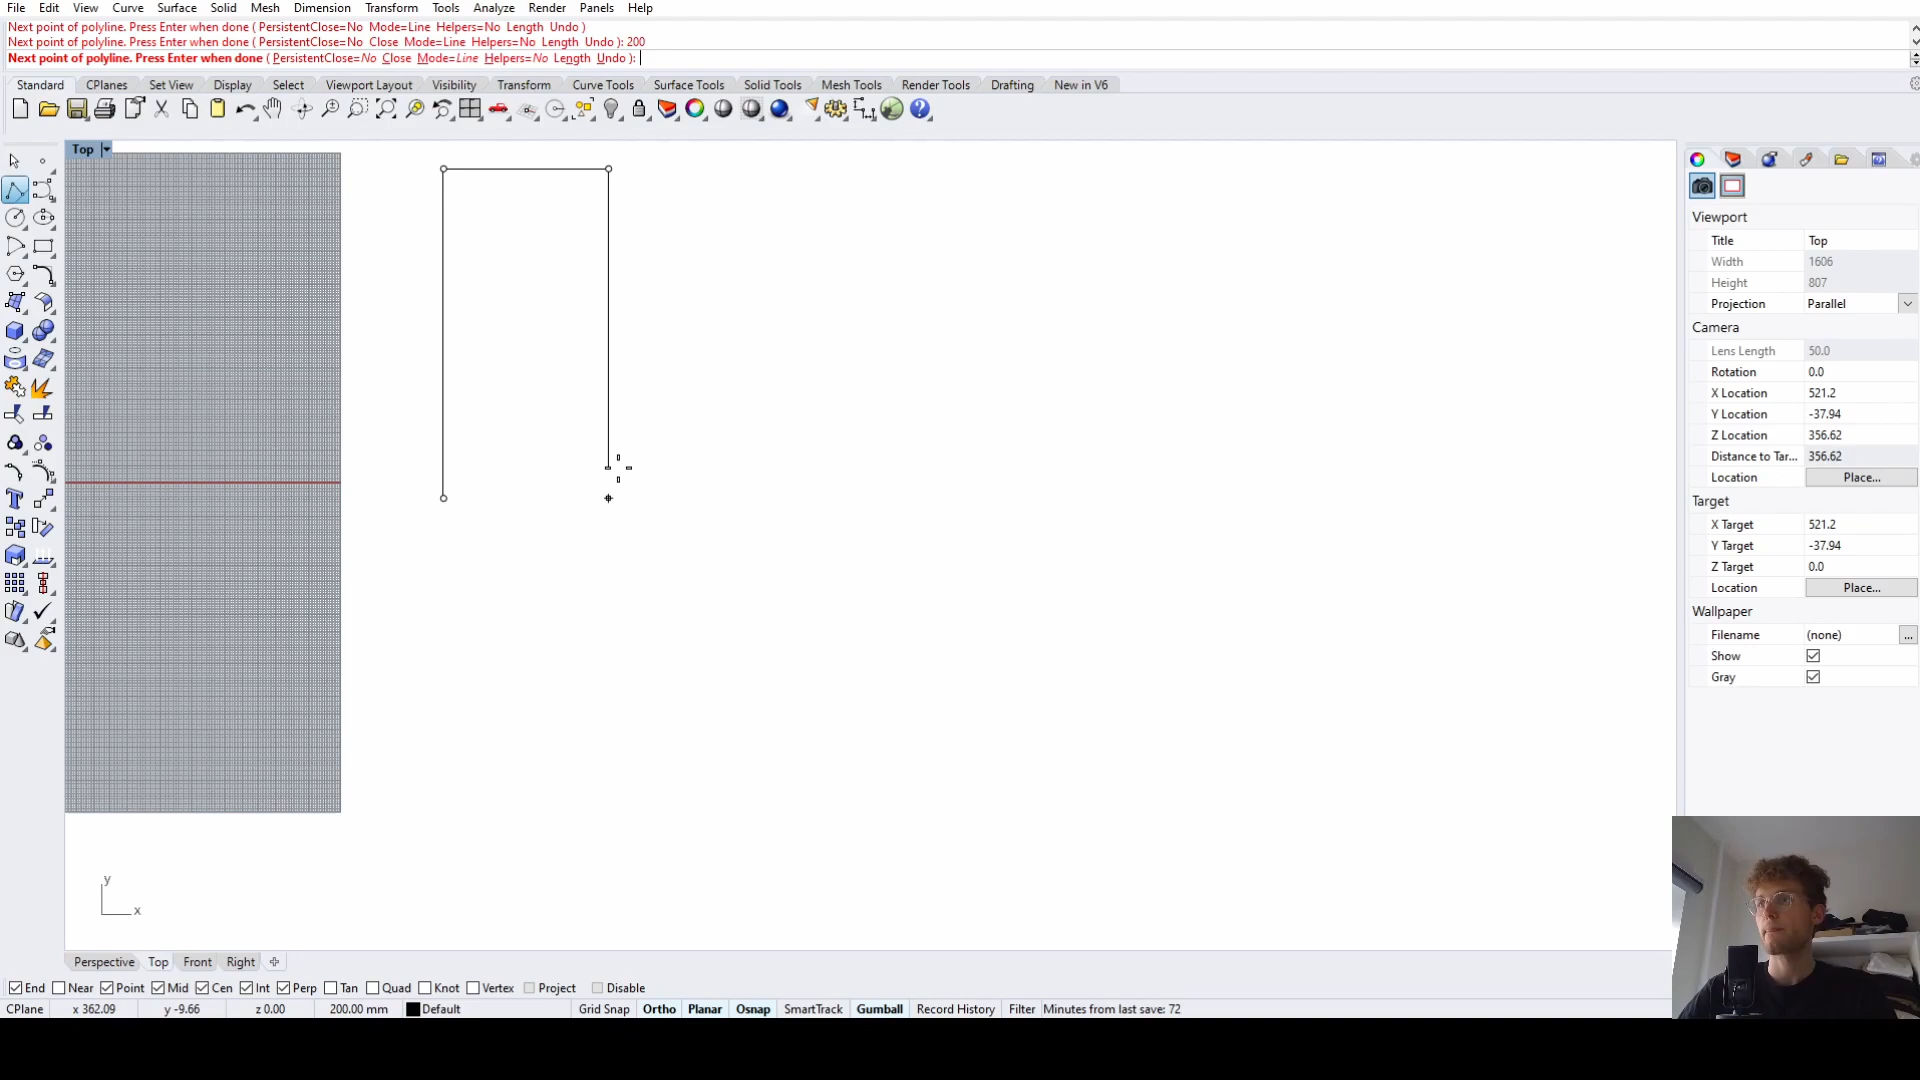 File Edit View Curve Surface Solid Mesh Dimension Transform Tools Analyze Render Panels Help
Next point of polyline. Press Enter when done ( PersistentClose=No Mode=Line Helpers=No Length Undo )
Next point of polyline. Press Enter when done ( PersistentClose=No Close Mode=Line Helpers=No Length Undo ): 200
Next point of polyline. Press Enter when done ( PersistentClose=No Close Mode=Line Helpers=No Length Undo ):
Standard CPlanes Set View Display Select Viewport Layout Visibility Transform Curve Tools Surface Tools Solid Tools Mesh Tools Render Tools Drafting New in V6
Top
Viewport
Title Top
Width 1606
Height 807
Projection Parallel
Camera
Lens Length 50.0
Rotation 0.0
X Location 521.2
Y Location -37.94
Z Location 356.62
Distance to Tar... 356.62
Location Place...
Target
X Target 521.2
Y Target -37.94
Z Target 0.0
Location Place...
Wallpaper
Filename (none) ...
Show
Gray
y
x
Perspective Top Front Right
End Near Point Mid Cen Int Perp Tan Quad Knot Vertex Project Disable
CPlane x 362.09 y -9.66 z 0.00 200.00 mm Default Grid Snap Ortho Planar Osnap SmartTrack Gumball Record History Filter Minutes from last save: 72